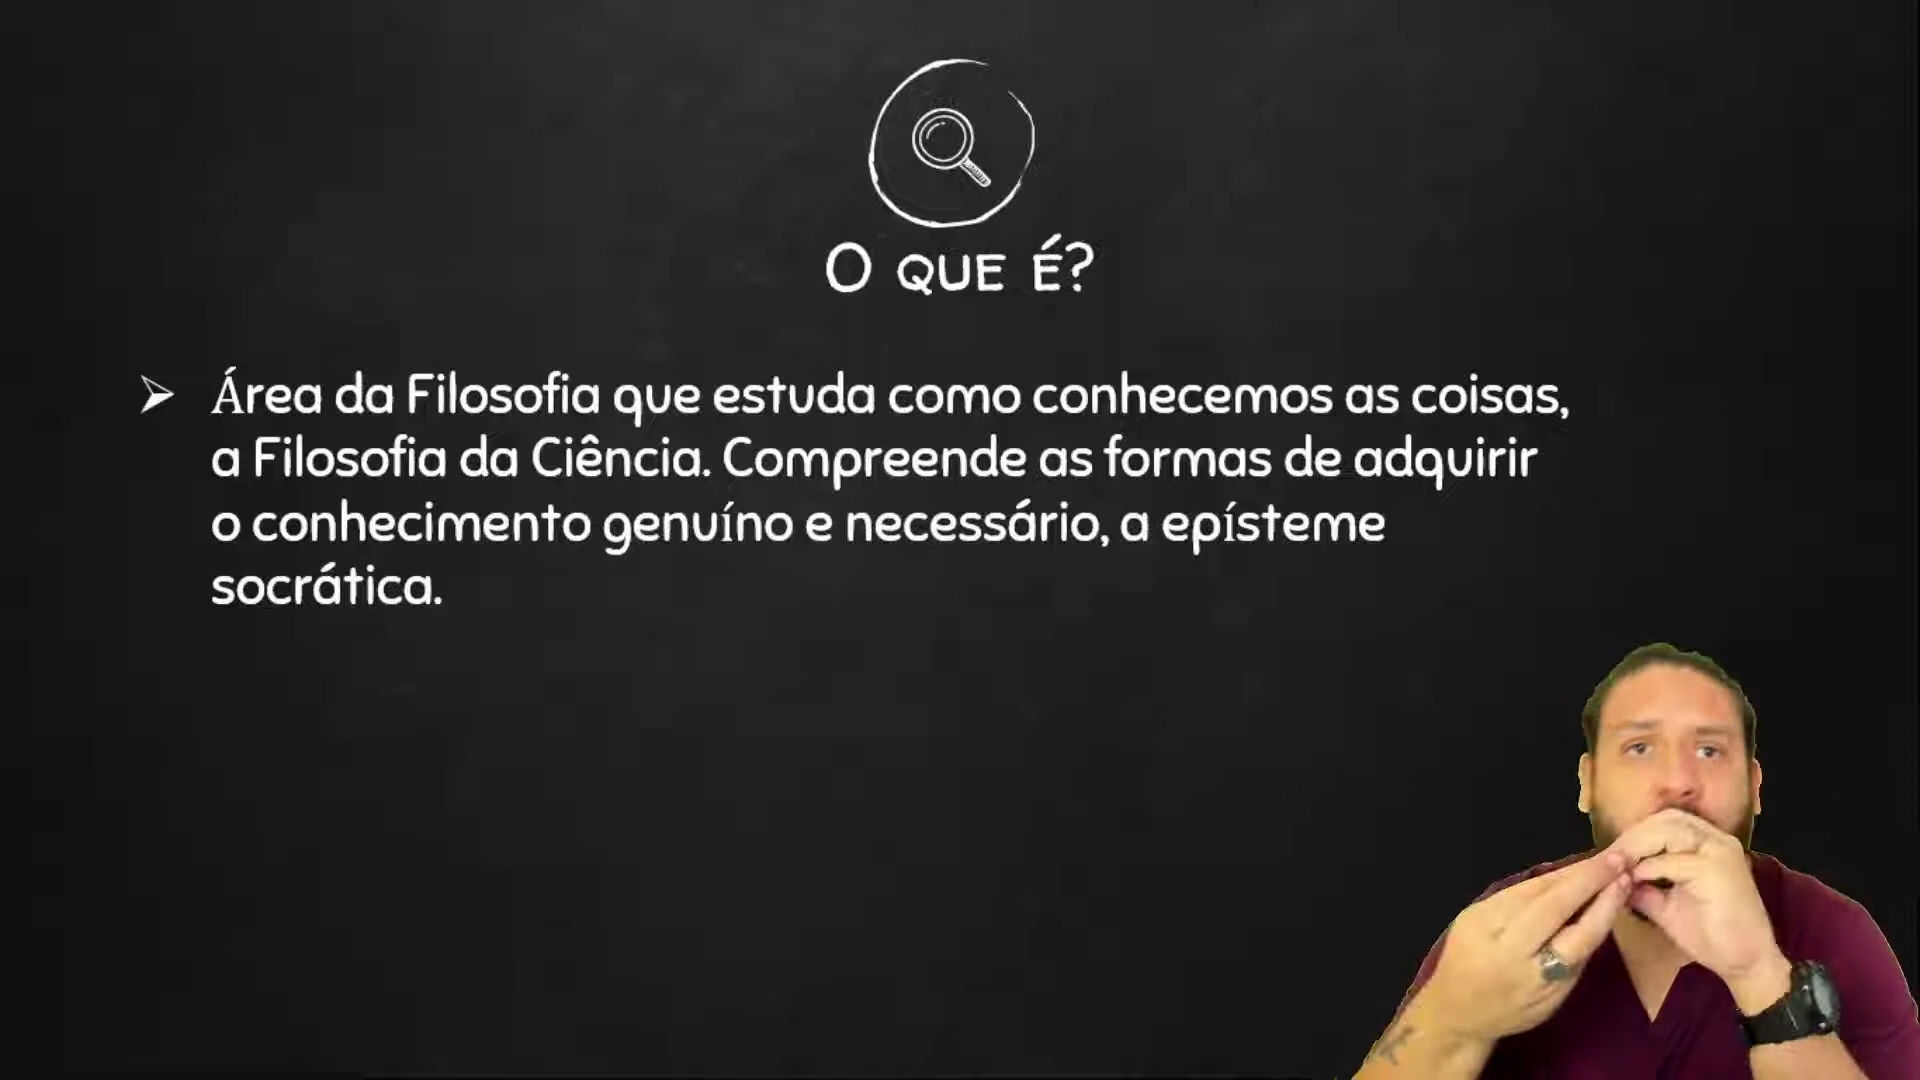 O QUE É?
Área da Filosofia que estuda como conhecemos as coisas,
a Filosofia da Ciência. Compreende as formas de adquirir
o conhecimento genuíno e necessário, a epísteme
socrática.